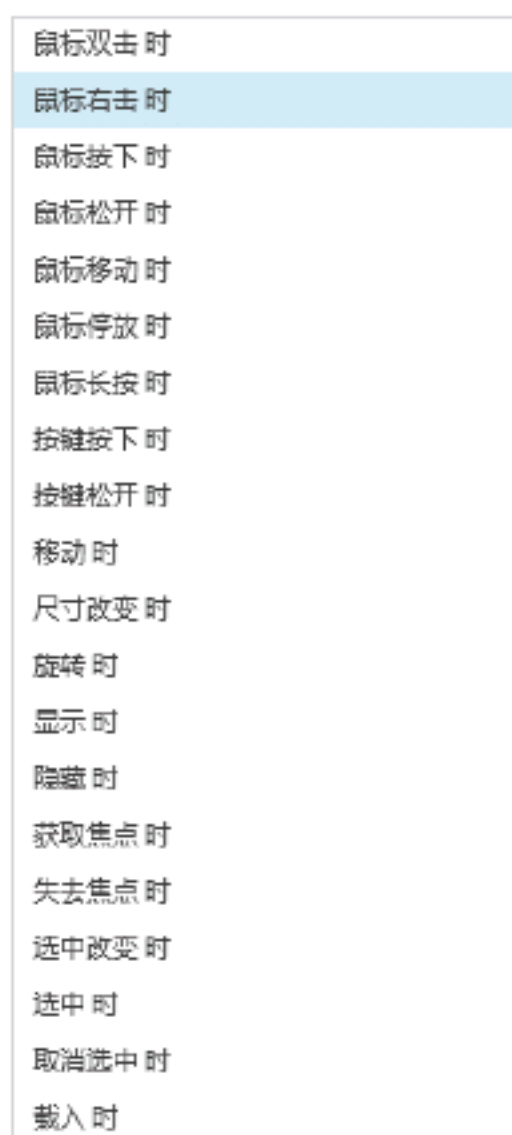 鼠标双击 时
鼠标右击 时
鼠标按下 时
鼠标松开 时
鼠标移动 时
鼠标停放 时
鼠标长按 时
按键按下 时
按键松开 时
移动 时
尺寸改变 时
旋转 时
显示 时
隐藏 时
获取焦点 时
失去焦点 时
选中改变 时
选中 时
取消选中 时
载入 时